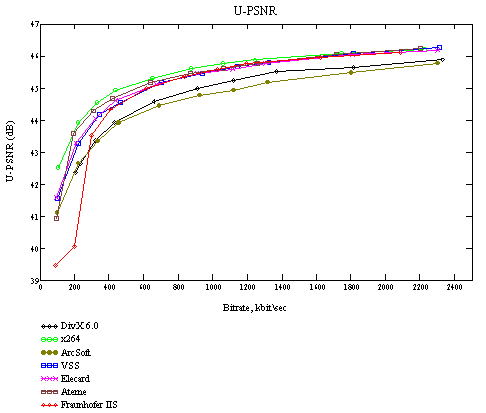 U-PSNR
47
46
45
44
43
42
41
40
39
U-PSNR (dB)
0 200 400 600 800 1000 1200 1400 1600 1800 2000 2200 2400
Bitrate, kbit/sec
DivX 6.0
x264
ArcSoft
VSS
Elecard
Ateme
Fraunhofer IIS